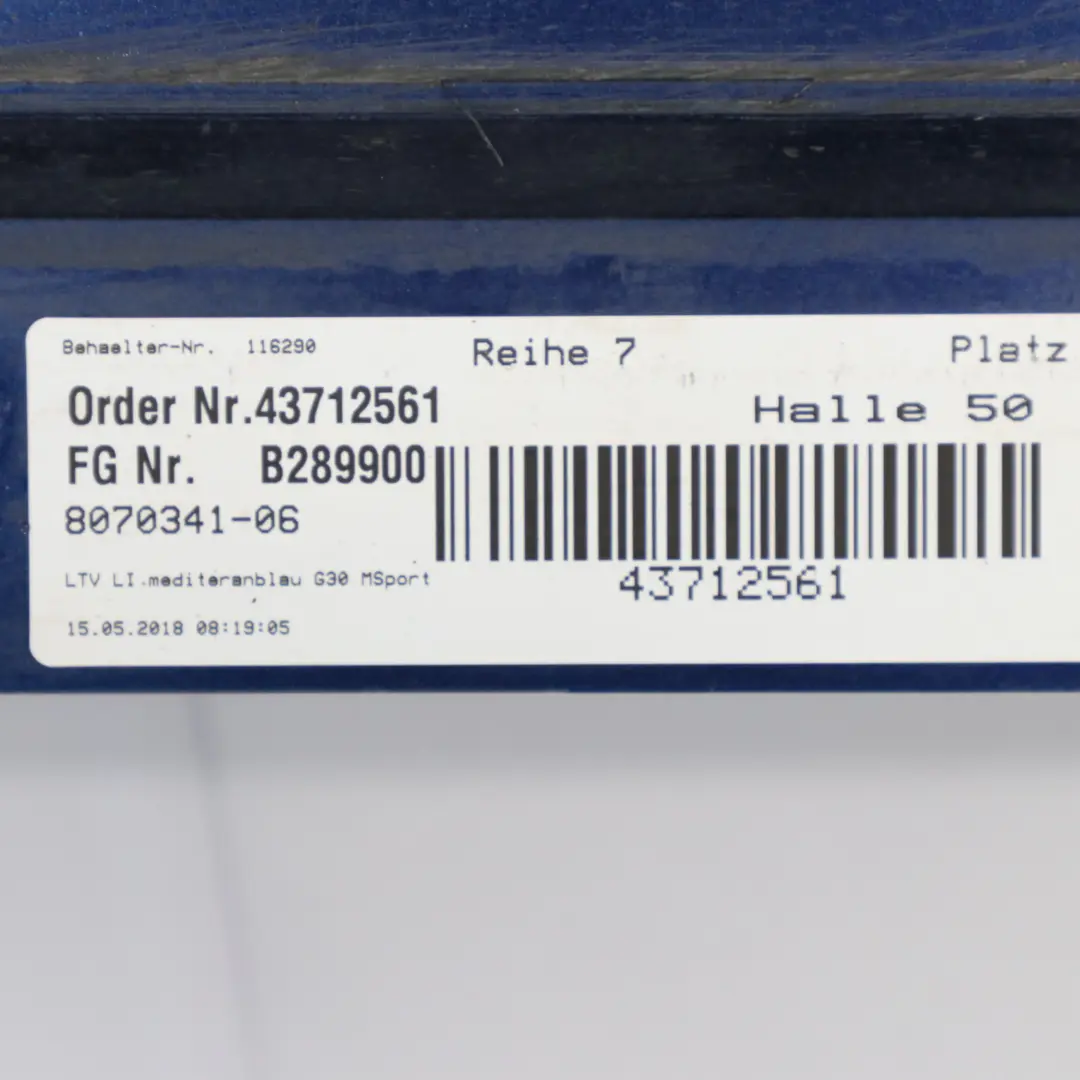 Behaelter-Nr. 116290 Reihe 7 Platz
Order Nr.43712561 Halle 50
FG Nr. B289900
8070341-06
43712561
LTV LI.mediteranblau G30 MSport
15.05.2018 08:19:05